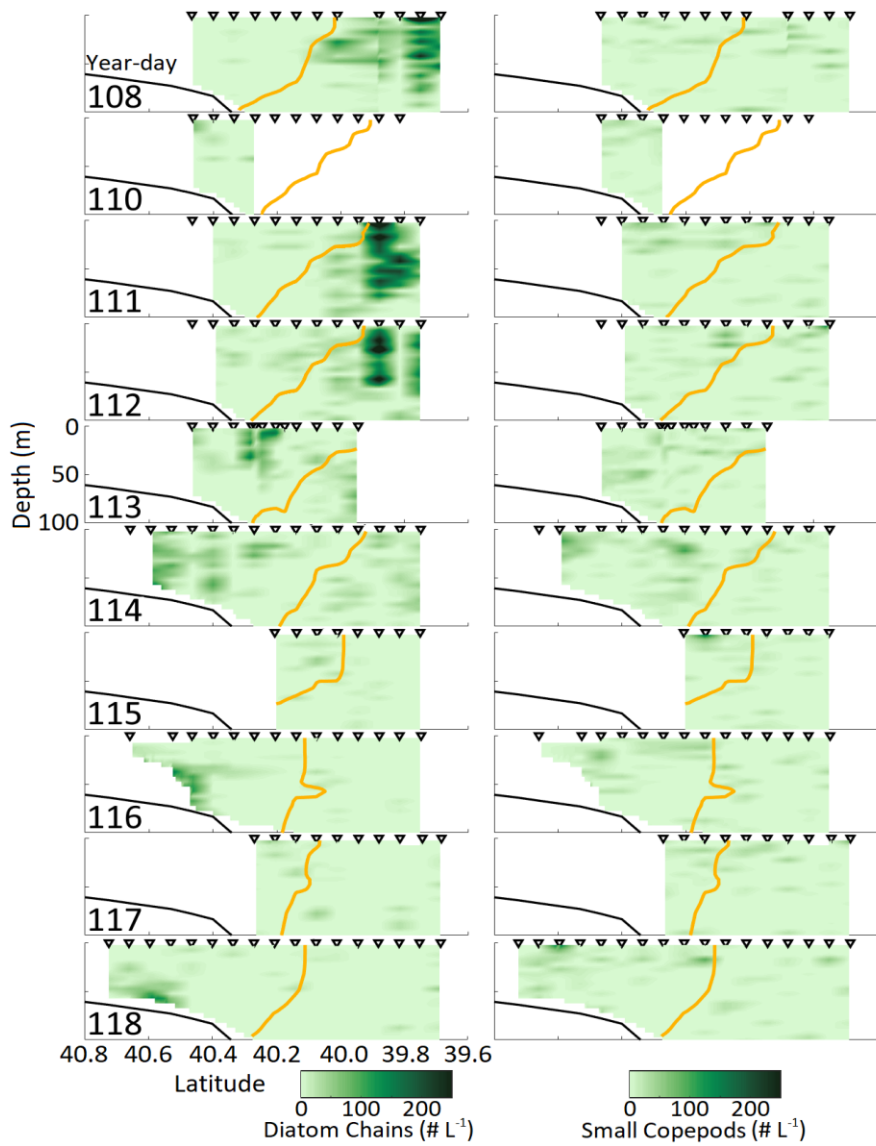 Year-day
108
110
111
112
0
50
100
Depth (m)
113
114
115
116
117
118
40.8 40.6 40.4 40.2 40.0 39.8 39.6
Latitude
0 100 200
Diatom Chains (# L⁻¹)
0 100 200
Small Copepods (# L⁻¹)